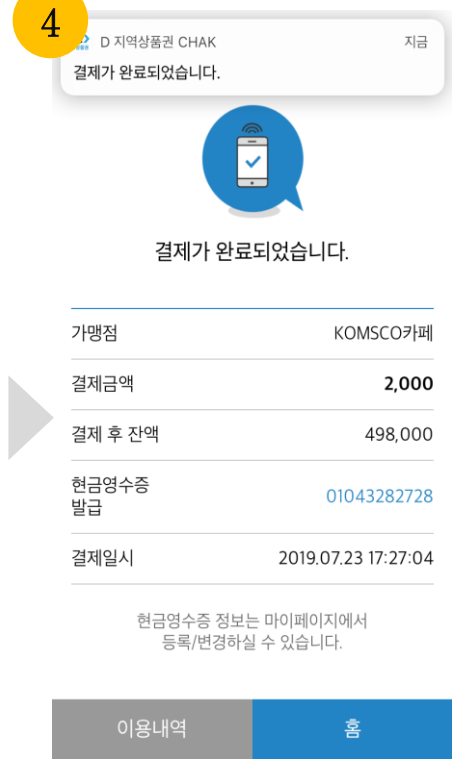 4
D 지역상품권 CHAK 지금
결제가 완료되었습니다.
결제가 완료되었습니다.
가맹점 KOMSCO카페
결제금액 2,000
결제 후 잔액 498,000
현금영수증
발급 01043282728
결제일시 2019.07.23 17:27:04
현금영수증 정보는 마이페이지에서
등록/변경하실 수 있습니다.
이용내역 홈